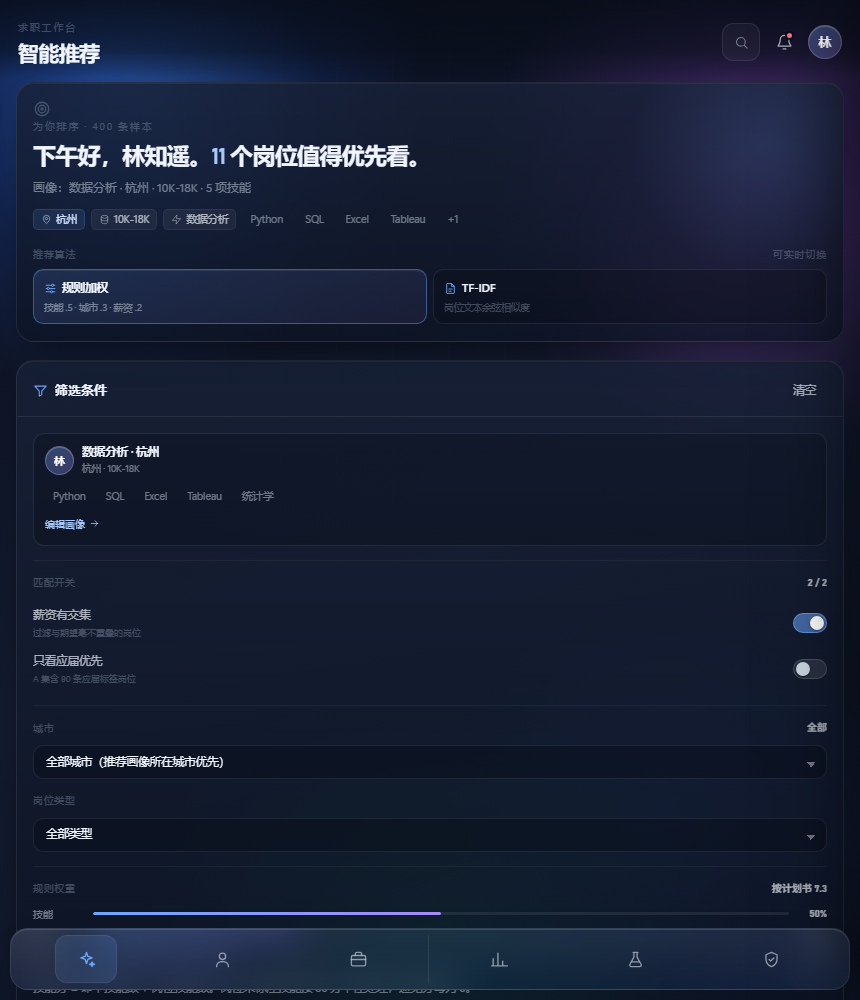 求职工作台
智能推荐
林
为你排序 · 400 条样本
下午好，林知遥。11 个岗位值得优先看。
画像：数据分析 · 杭州 · 10K-18K · 5 项技能
杭州 10K-18K 数据分析 Python SQL Excel Tableau +1
推荐算法 可实时切换
规则加权
技能 .5 · 城市 .3 · 薪资 .2
TF-IDF
岗位文本余弦相似度
筛选条件 清空
林
数据分析 · 杭州
杭州 · 10K-18K
Python SQL Excel Tableau 统计学
编辑画像 →
匹配开关 2 / 2
薪资有交集
过滤与期望毫不重叠的岗位
只看应届优先
A 集含 90 条应届标签岗位
城市 全部
全部城市（推荐画像所在城市优先）
岗位类型
全部类型
规则权重 按计划书 7.3
技能 50%